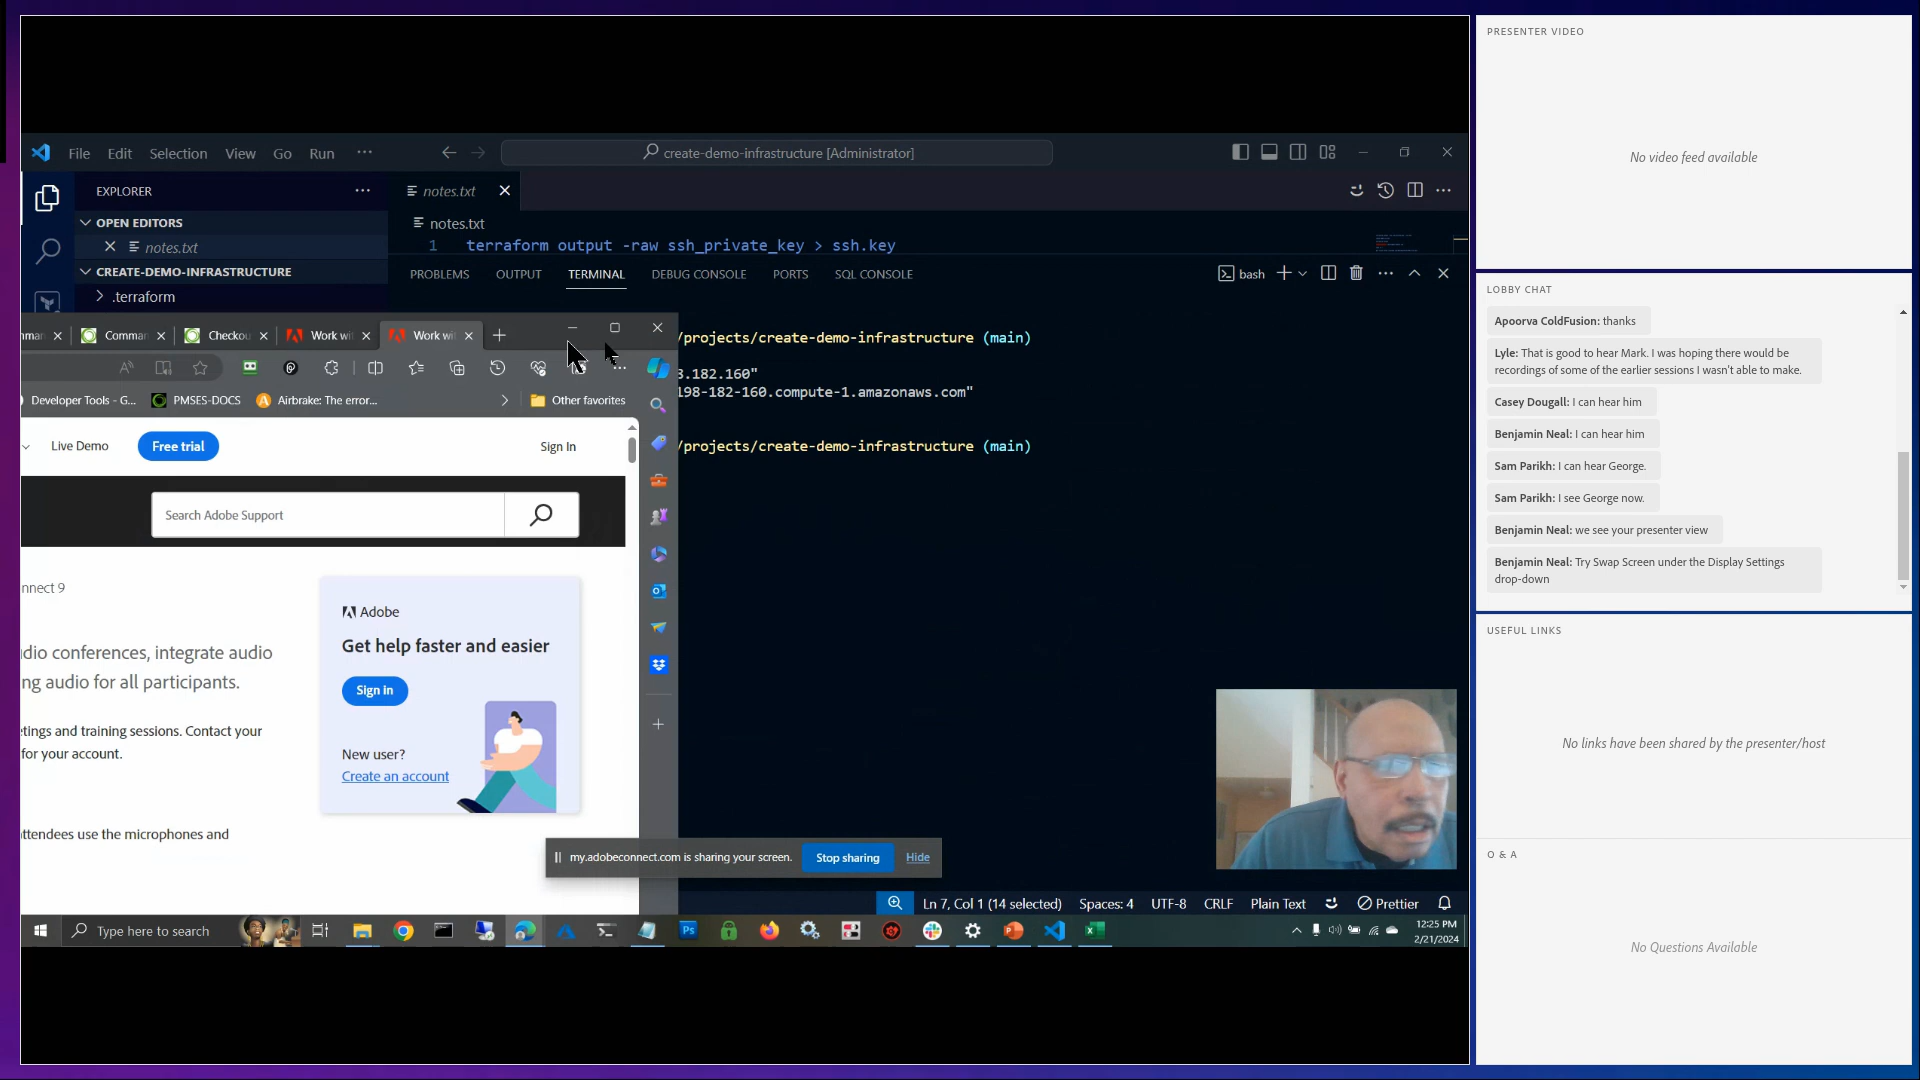 File Edit Selection View Go Run ···
create-demo-infrastructure [Administrator]
EXPLORER
OPEN EDITORS
notes.txt
CREATE-DEMO-INFRASTRUCTURE
.terraform
notes.txt
notes.txt
1 terraform output -raw ssh_private_key > ssh.key
PROBLEMS OUTPUT TERMINAL DEBUG CONSOLE PORTS SQL CONSOLE
bash
/projects/create-demo-infrastructure (main)
3.182.160"
198-182-160.compute-1.amazonaws.com"
/projects/create-demo-infrastructure (main)
Comman
Checkou
Work wi
Work wi
Developer Tools - G...
PMSES-DOCS
Airbrake: The error...
Other favorites
Live Demo
Free trial
Sign In
Search Adobe Support
nnect 9
dio conferences, integrate audio
ng audio for all participants.
etings and training sessions. Contact your
for your account.
ttendees use the microphones and
Adobe
Get help faster and easier
Sign in
New user?
Create an account
my.adobeconnect.com is sharing your screen.
Stop sharing
Hide
Ln 7, Col 1 (14 selected) Spaces: 4 UTF-8 CRLF Plain Text Prettier
Type here to search
Ps
12:25 PM
2/21/2024
PRESENTER VIDEO
No video feed available
LOBBY CHAT
Apoorva ColdFusion: thanks
Lyle: That is good to hear Mark. I was hoping there would be
recordings of some of the earlier sessions I wasn't able to make.
Casey Dougall: I can hear him
Benjamin Neal: I can hear him
Sam Parikh: I can hear George.
Sam Parikh: I see George now.
Benjamin Neal: we see your presenter view
Benjamin Neal: Try Swap Screen under the Display Settings
drop-down
USEFUL LINKS
No links have been shared by the presenter/host
Q & A
No Questions Available